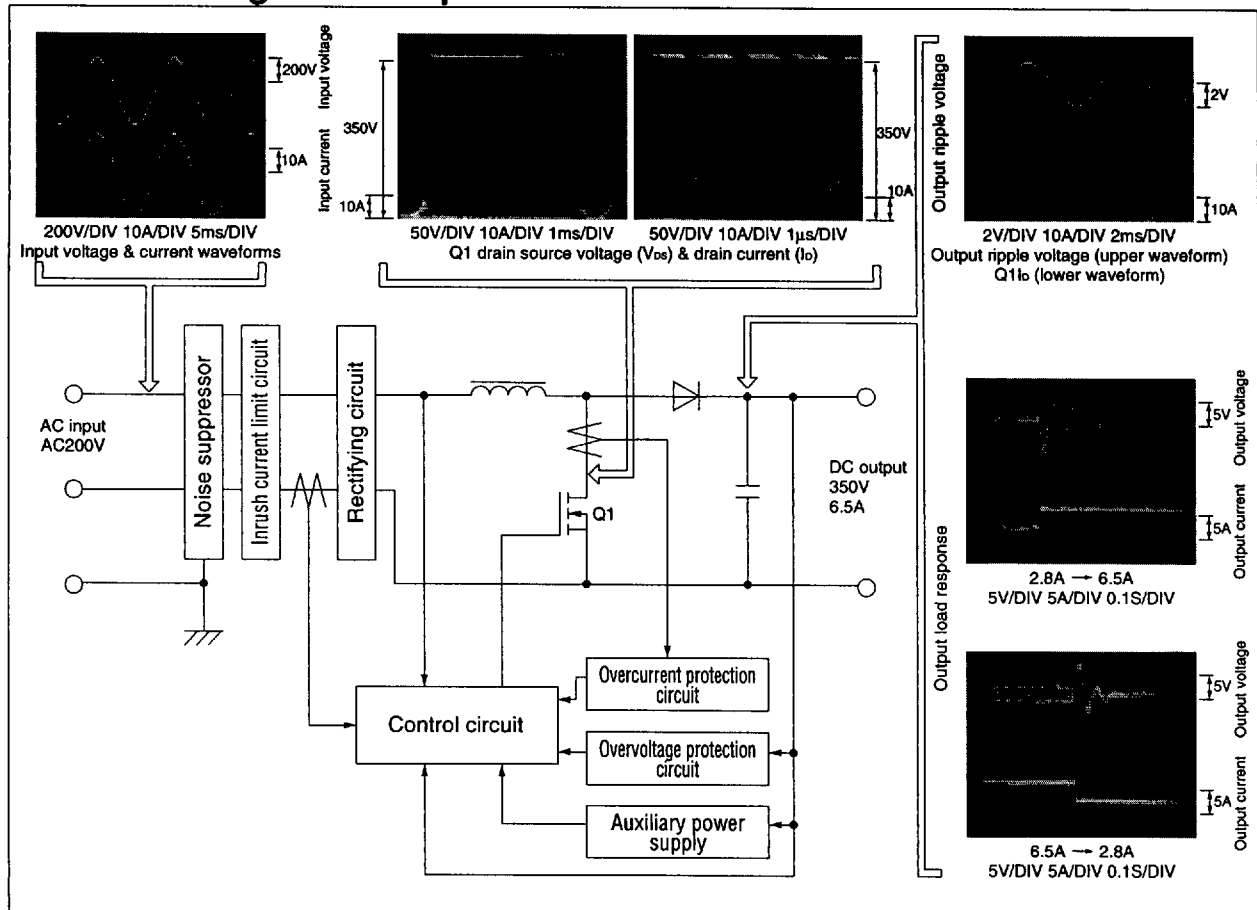 200V
10A
Input voltage
Input current
200V/DIV 10A/DIV 5ms/DIV
Input voltage & current waveforms
350V
10A
50V/DIV 10A/DIV 1ms/DIV
50V/DIV 10A/DIV 1μs/DIV
350V
10A
Q1 drain source voltage (VDS) & drain current (ID)
Output ripple voltage
2V
10A
2V/DIV 10A/DIV 2ms/DIV
Output ripple voltage (upper waveform)
Q1ID (lower waveform)
AC input
AC200V
Noise suppressor
Inrush current limit circuit
Rectifying circuit
Q1
DC output
350V
6.5A
Control circuit
Overcurrent protection
circuit
Overvoltage protection
circuit
Auxiliary power
supply
Output load response
5V
Output voltage
5A
Output current
2.8A → 6.5A
5V/DIV 5A/DIV 0.1S/DIV
5V
Output voltage
5A
Output current
6.5A → 2.8A
5V/DIV 5A/DIV 0.1S/DIV